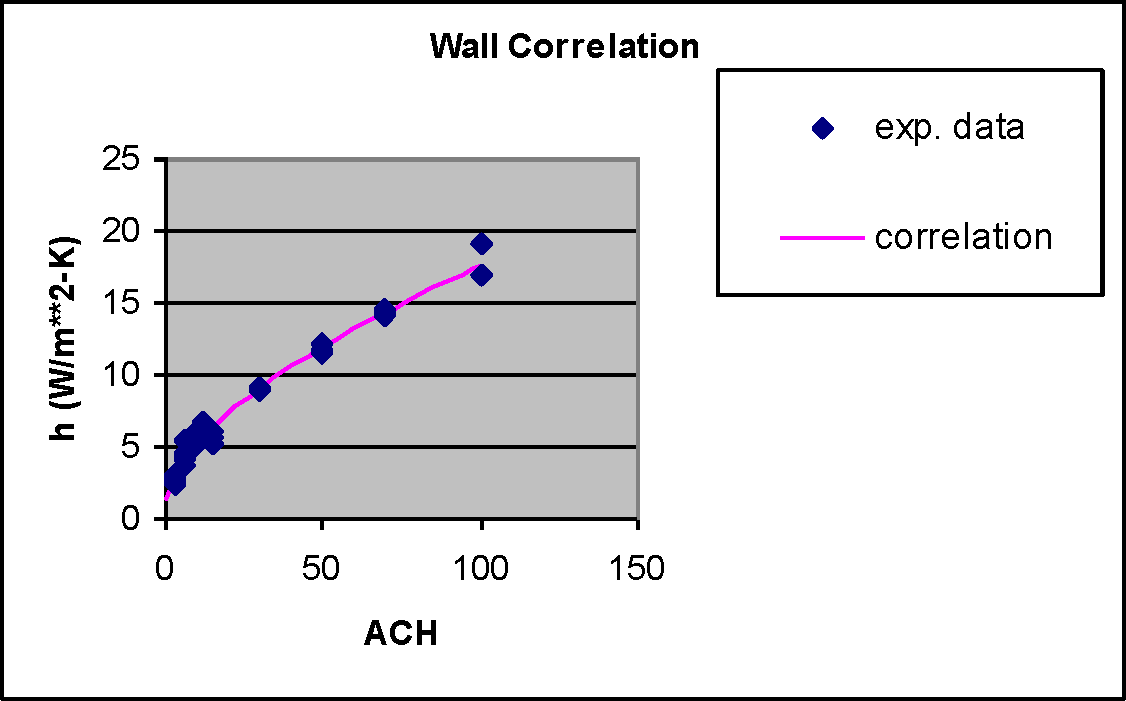 Wall Correlation
exp. data
correlation
25
20
15
10
5
0
h (W/m**2-K)
0 50 100 150
ACH